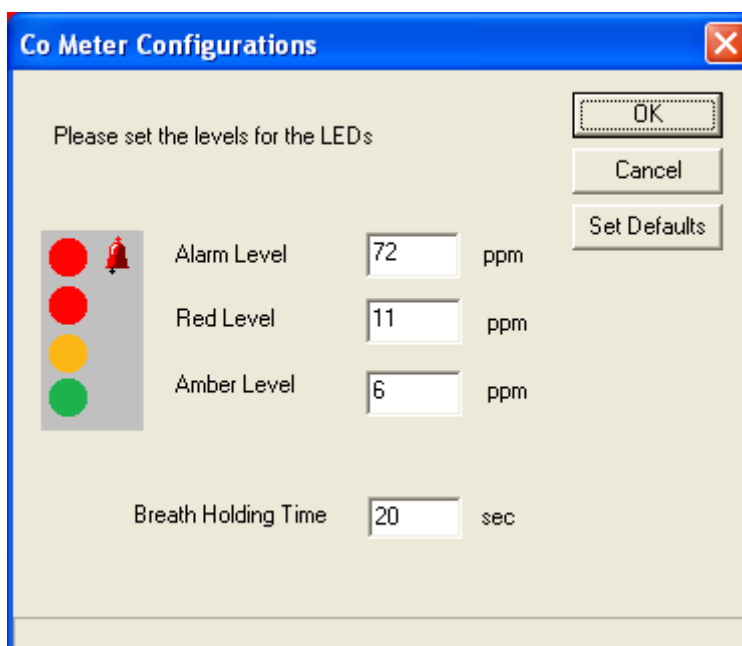 Co Meter Configurations
Please set the levels for the LEDs
OK
Cancel
Set Defaults
Alarm Level 72 ppm
Red Level 11 ppm
Amber Level 6 ppm
Breath Holding Time 20 sec